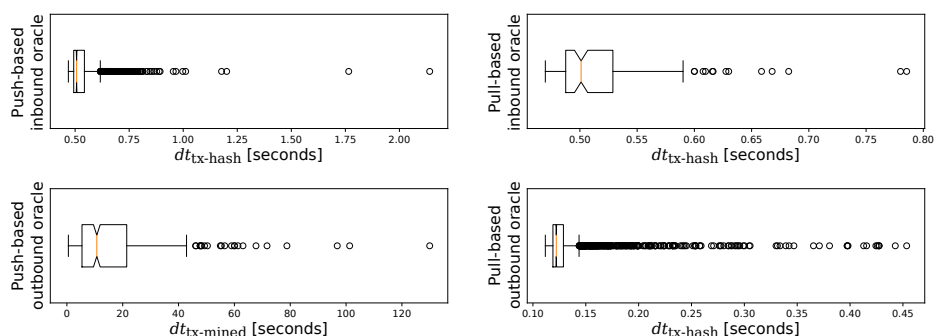 Push-based
inbound oracle
0.50 0.75 1.00 1.25 1.50 1.75 2.00
dt_tx-hash [seconds]
Pull-based
inbound oracle
0.50 0.55 0.60 0.65 0.70 0.75 0.80
dt_tx-hash [seconds]
Push-based
outbound oracle
0 20 40 60 80 100 120
dt_tx-mined [seconds]
Pull-based
outbound oracle
0.10 0.15 0.20 0.25 0.30 0.35 0.40 0.45
dt_tx-hash [seconds]